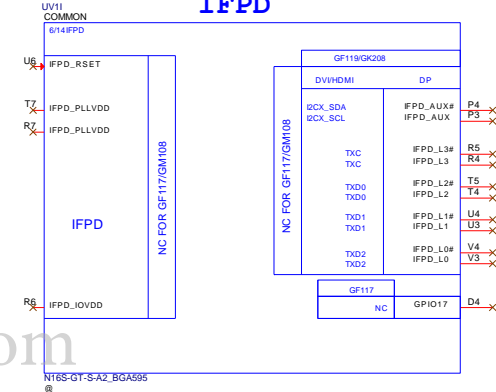 IFPD
UV1I
COMMON
6/14IFPD
U6 IFPD_RSET
T7 IFPD_PLLVDD
R7 IFPD_PLLVDD
IFPD
NC FOR GF117/GM108
R6 IFPD_IOVDD
GF119/GK208
DVI/HDMI DP
NC FOR GF117/GM108
I2CX_SDA IFPD_AUX# P4
I2CX_SCL IFPD_AUX P3
TXC IFPD_L3# R5
TXC IFPD_L3 R4
TXD0 IFPD_L2# T5
TXD0 IFPD_L2 T4
TXD1 IFPD_L1# U4
TXD1 IFPD_L1 U3
TXD2 IFPD_L0# V4
TXD2 IFPD_L0 V3
GF117
NC GPIO17 D4
om
N16S-GT-S-A2_BGA595
@